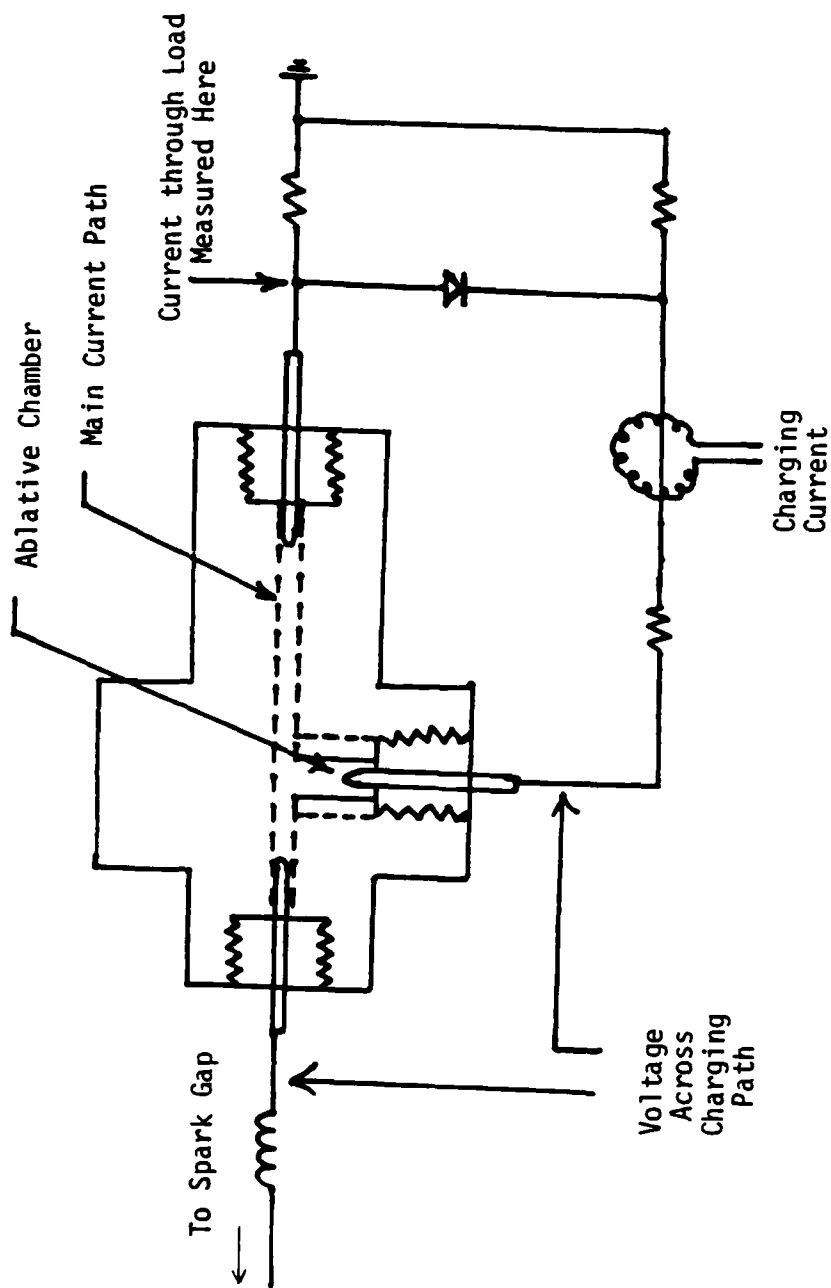 Ablative Chamber
Main Current Path
Current through Load
Measured Here
To Spark Gap
Voltage
Across
Charging
Path
Charging
Current